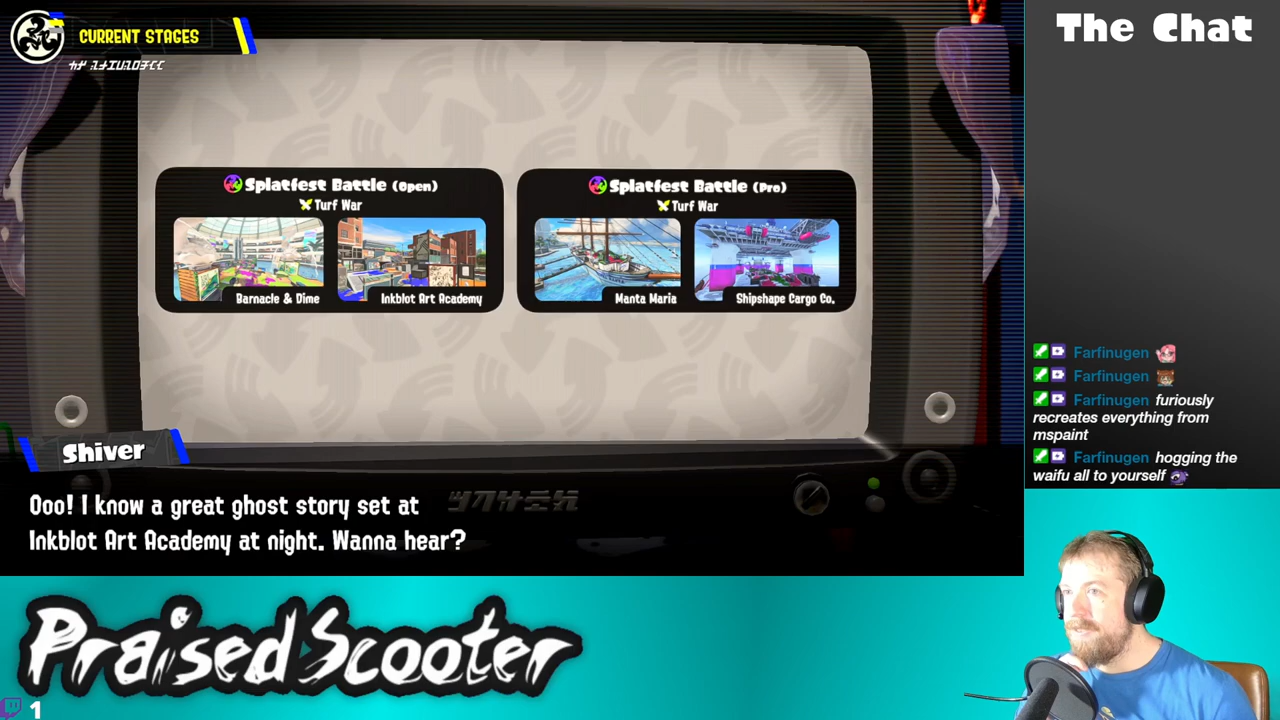 CURRENT STAGES
The Chat
Splatfest Battle (Open)
Turf War
Barnacle & Dime
Inkblot Art Academy
Splatfest Battle (Pro)
Turf War
Manta Maria
Shipshape Cargo Co.
Farfinugen
Farfinugen
Farfinugen furiously
recreates everything from
mspaint
Farfinugen hogging the
waifu all to yourself
Shiver
Ooo! I know a great ghost story set at
Inkblot Art Academy at night. Wanna hear?
PraisedScooter
1